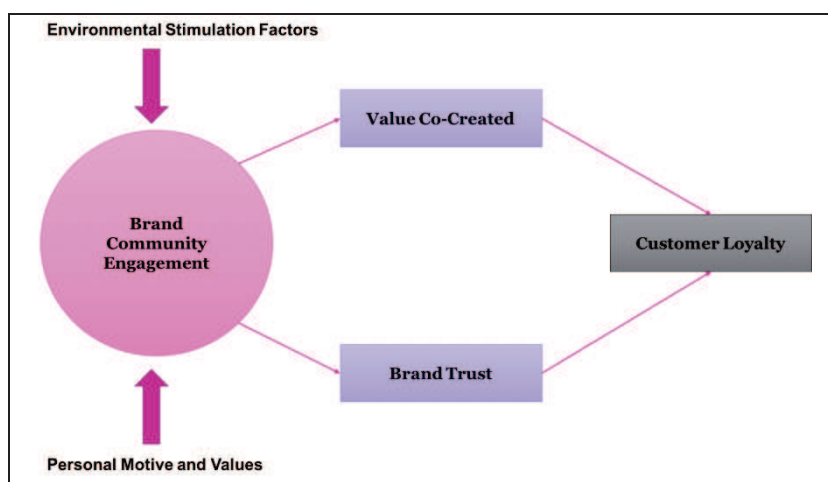 Environmental Stimulation Factors
Value Co-Created
Brand
Community
Engagement
Customer Loyalty
Brand Trust
Personal Motive and Values